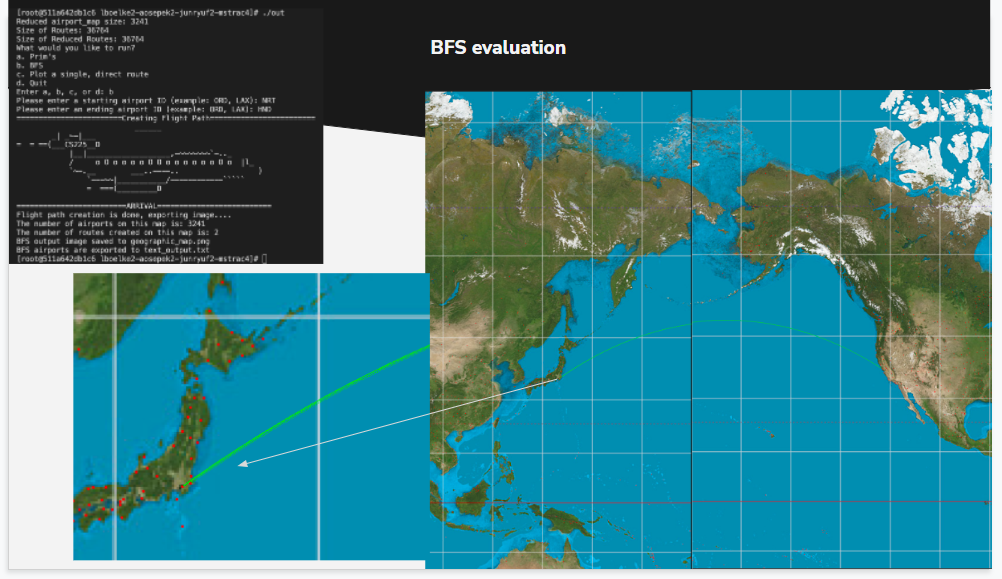 [root@511a642db1c6 lboelke2-aosepek2-junryuf2-mstrac4]# ./out
Reduced airport_map size: 3241
Size of Routes: 36764
Size of Reduced Routes: 36764
What would you like to run?
a. Prim's
b. BFS
c. Plot a single, direct route
d. Quit
Enter a, b, c, or d: b
Please enter a starting airport ID (example: ORD, LAX): NRT
Please enter an ending airport ID (example: ORD, LAX): HND
Creating Flight Path
CS225
ARRIVAL
Flight path creation is done, exporting image....
The number of airports on this map is: 3241
The number of routes created on this map is: 2
BFS output image saved to geographic_map.png
BFS airports are exported to text_output.txt
[root@511a642db1c6 lboelke2-aosepek2-junryuf2-mstrac4]#
BFS evaluation